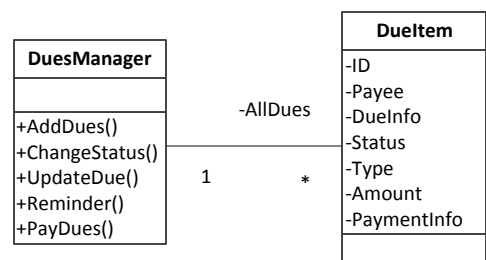 DuesManager
+AddDues()
+ChangeStatus()
+UpdateDue()
+Reminder()
+PayDues()
-AllDues
1
*
DueItem
-ID
-Payee
-DueInfo
-Status
-Type
-Amount
-PaymentInfo